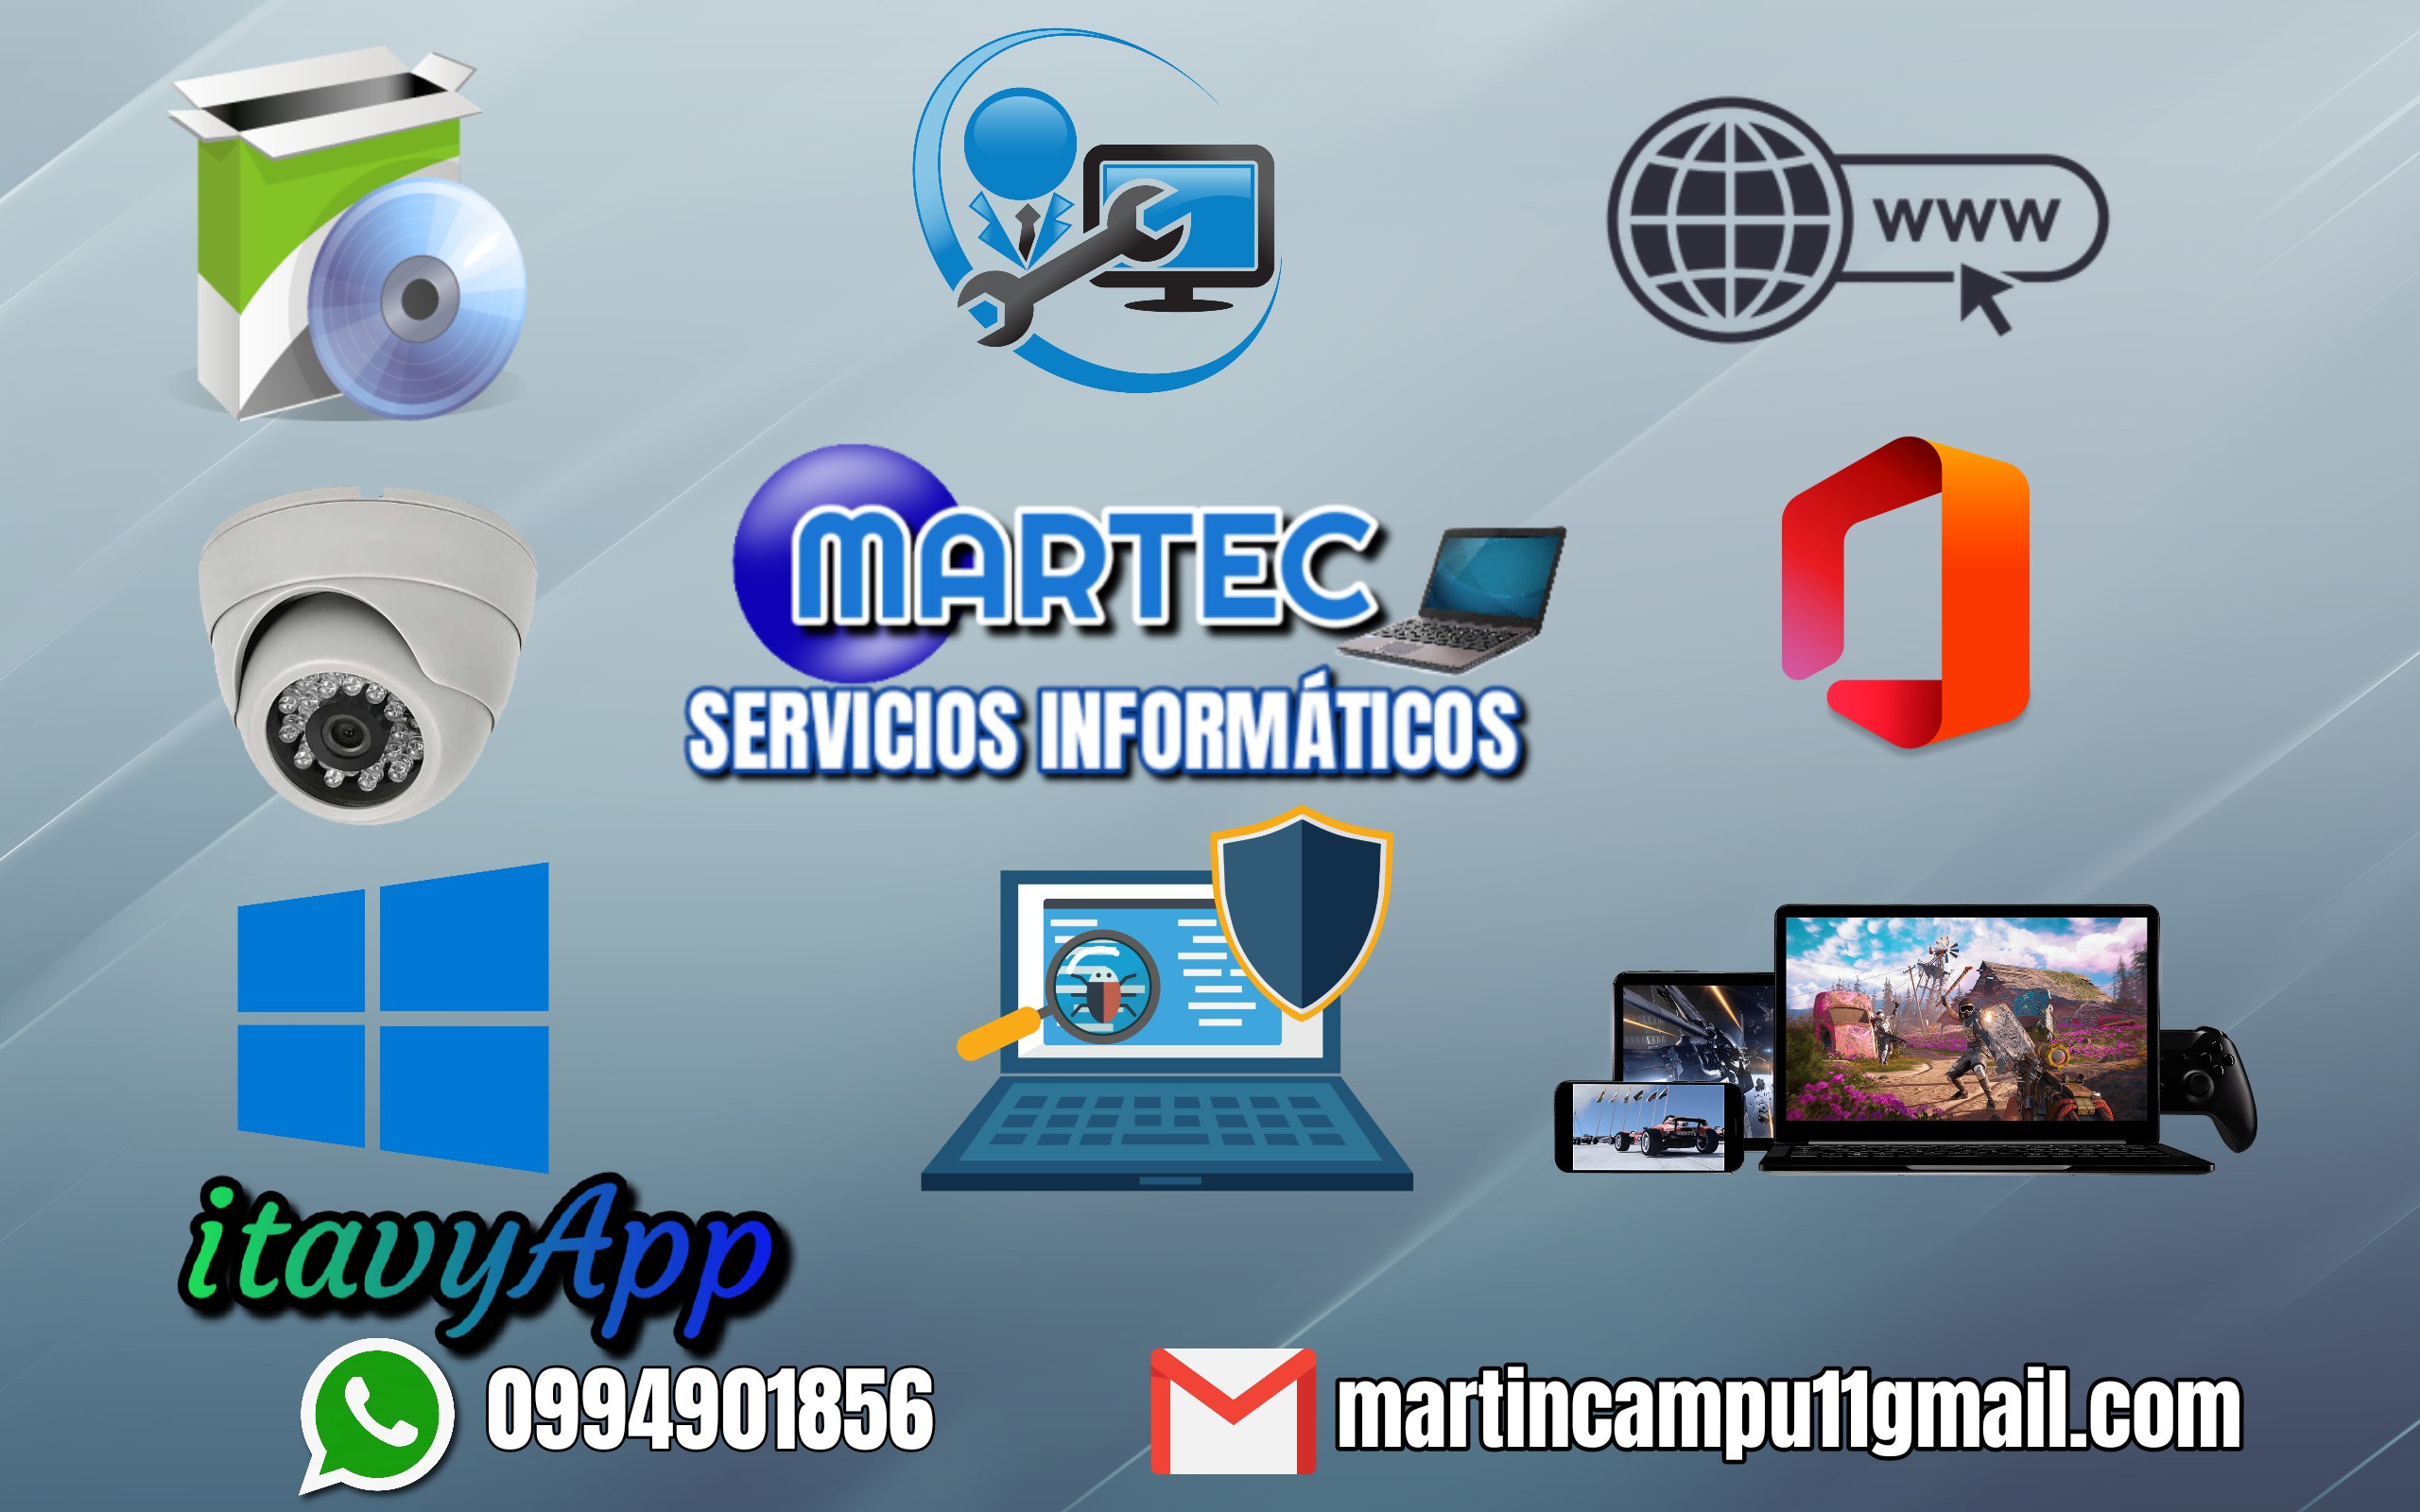 www
MARTEC
SERVICIOS INFORMÁTICOS
itavyApp
0994901856
martincampu11gmail.com